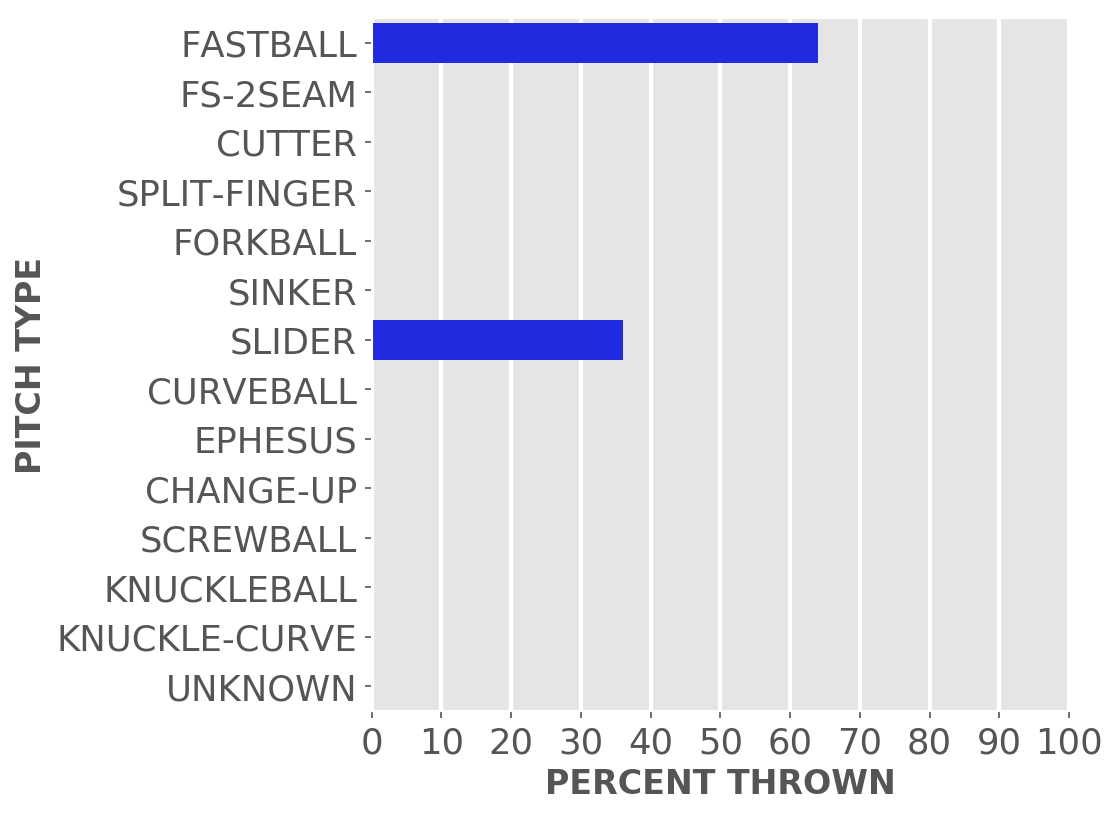 FASTBALL
FS-2SEAM
CUTTER
SPLIT-FINGER
FORKBALL
SINKER
SLIDER
CURVEBALL
EPHESUS
CHANGE-UP
SCREWBALL
KNUCKLEBALL
KNUCKLE-CURVE
UNKNOWN
PITCH TYPE
0 10 20 30 40 50 60 70 80 90 100
PERCENT THROWN